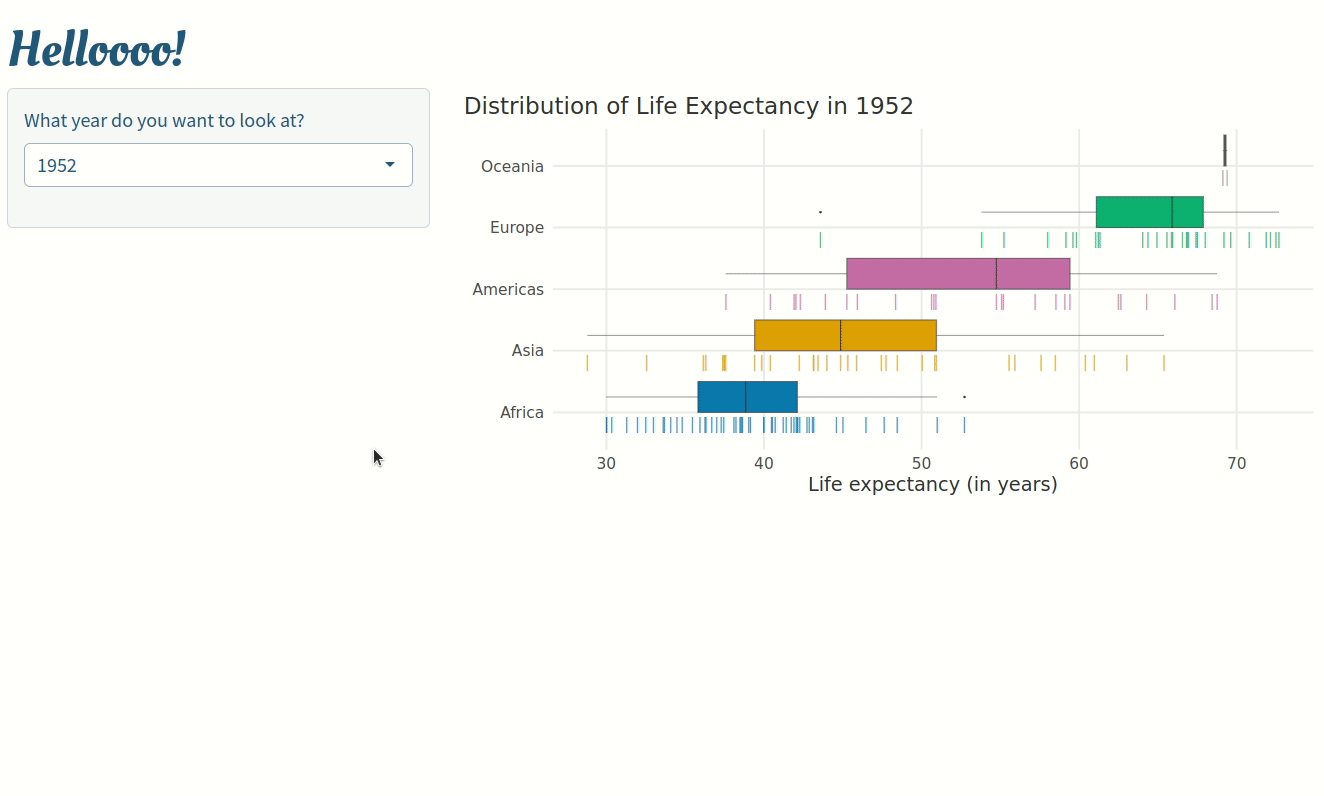 Helloooo!
What year do you want to look at?
1952
Distribution of Life Expectancy in 1952
Oceania
Europe
Americas
Asia
Africa
30 40 50 60 70
Life expectancy (in years)